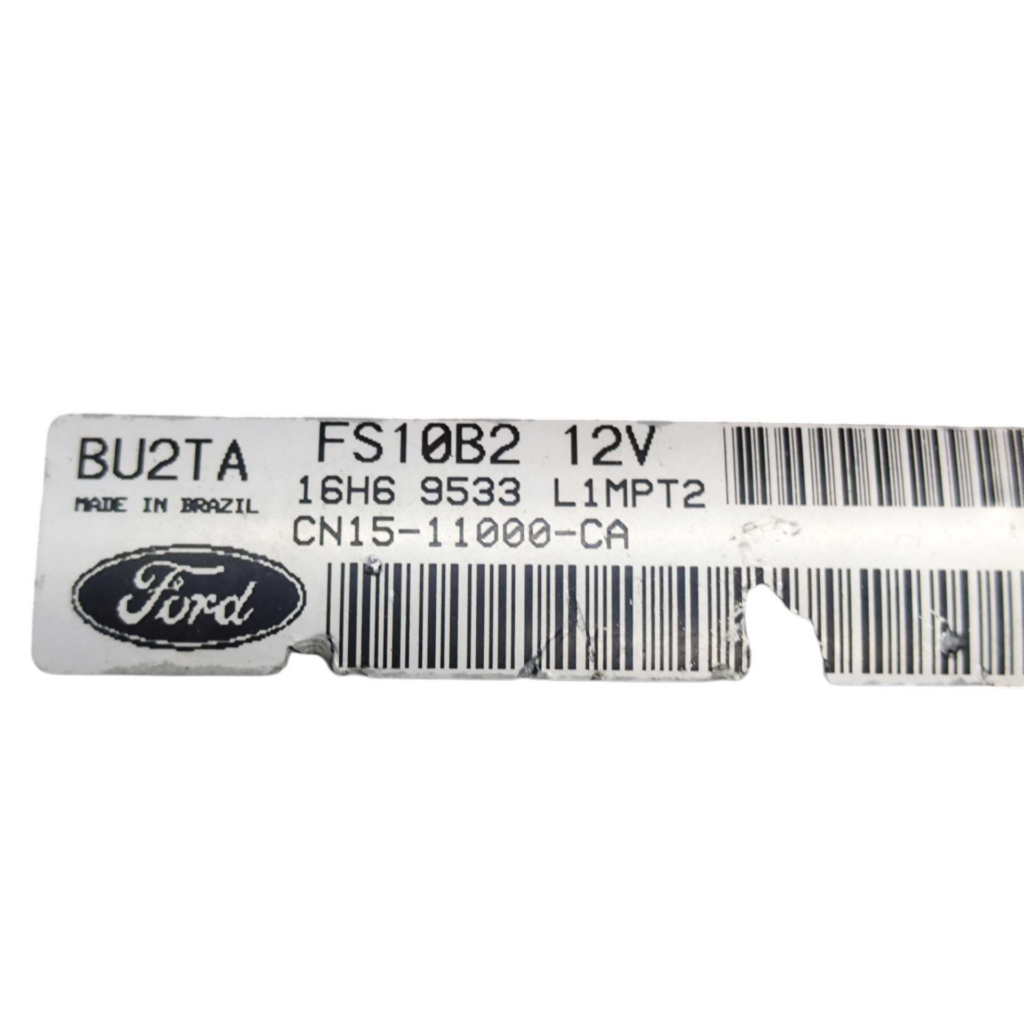 BU2TA
MADE IN BRAZIL
Ford
FS10B2 12V
16H6 9533 L1MPT2
CN15-11000-CA